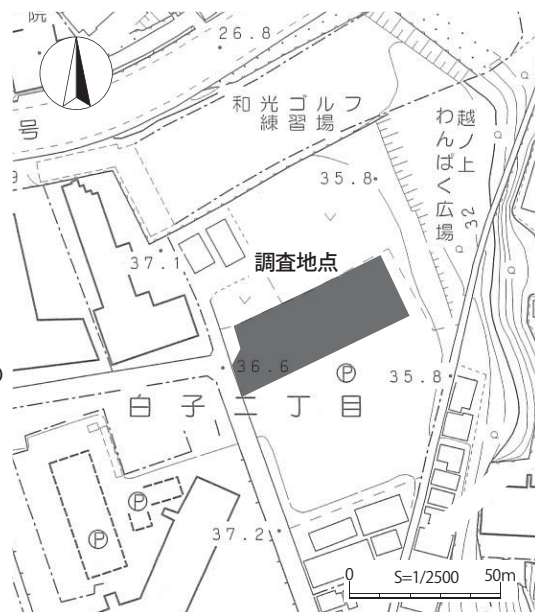 院
26.8
号
和光ゴルフ
練習場
越ノ上
わんぱく広場
35.8
32
37.1
調査地点
36.6
P
35.8
白子二丁目
P
P
37.2
0 S=1/2500 50m